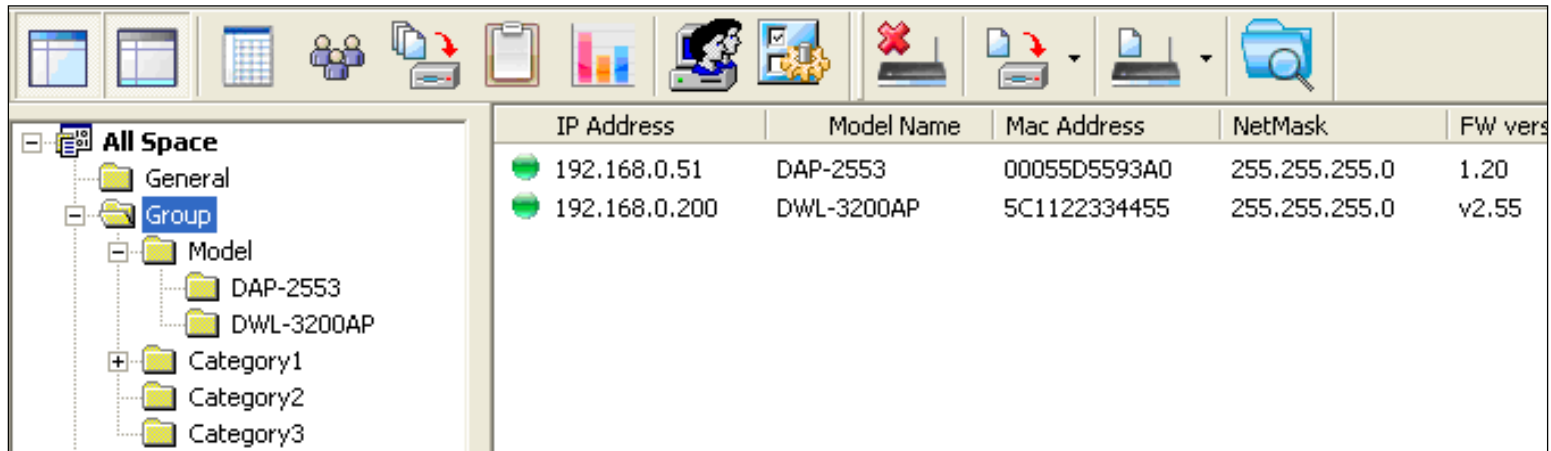 All Space
General
Group
Model
DAP-2553
DWL-3200AP
Category1
Category2
Category3
IP Address Model Name Mac Address NetMask FW vers
192.168.0.51 DAP-2553 00055D5593A0 255.255.255.0 1.20
192.168.0.200 DWL-3200AP 5C1122334455 255.255.255.0 v2.55